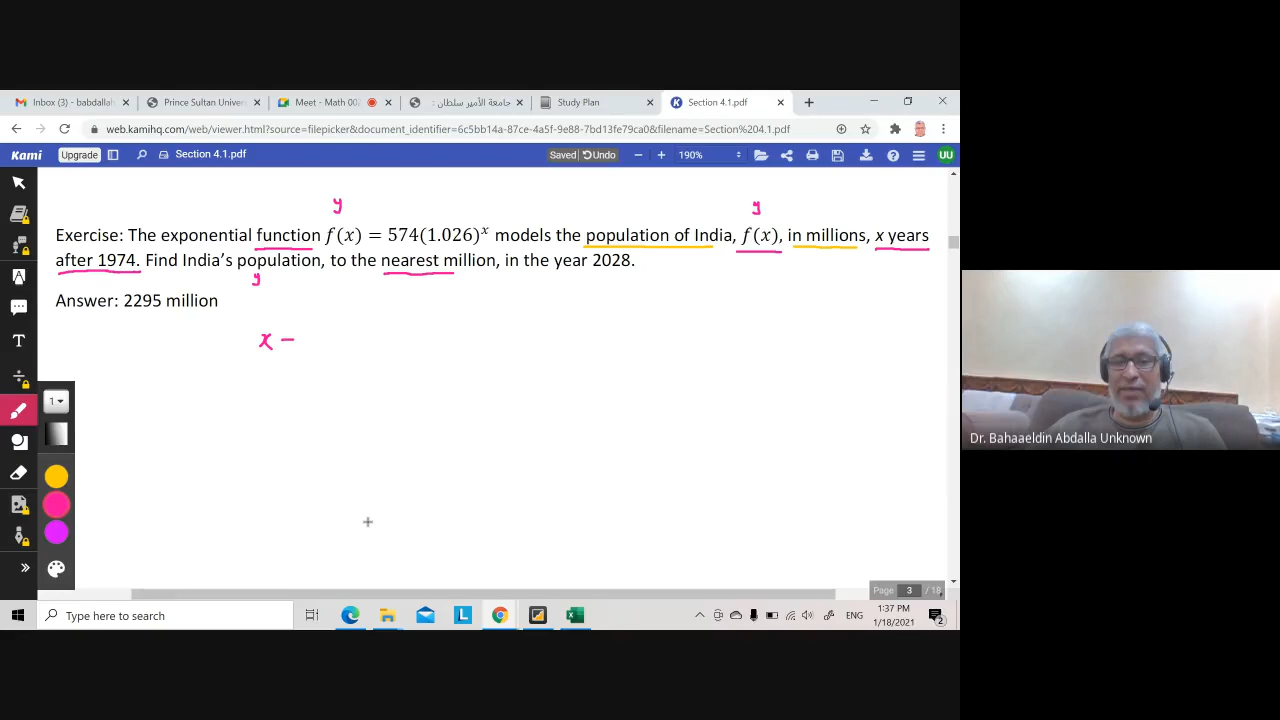 Inbox (3) - babdallah
Prince Sultan Univer
Meet - Math 002
جامعة الأمير سلطان :
Study Plan
Section 4.1.pdf
web.kamihq.com/web/viewer.html?source=filepicker&document_identifier=6c5bb14a-87ce-4a5f-9e88-7bd13fe79ca0&filename=Section%204.1.pdf
Kami Upgrade Section 4.1.pdf Saved Undo 190% UU
y y
Exercise: The exponential function f(x) = 574(1.026)^x models the population of India, f(x), in millions, x years
after 1974. Find India's population, to the nearest million, in the year 2028.
y
Answer: 2295 million
x –
T
1
Dr. Bahaaeldin Abdalla Unknown
Page 3 / 18
Type here to search
L
ENG
1:37 PM
1/18/2021
2